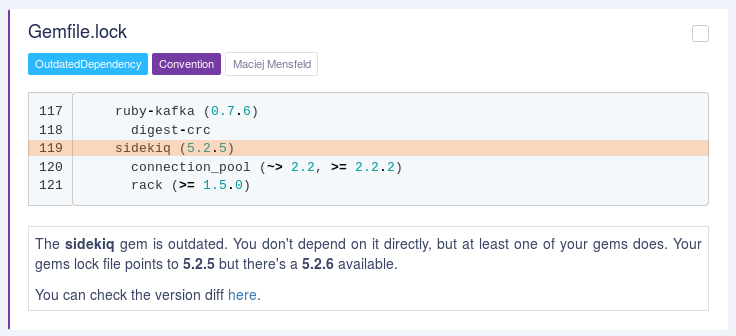 Gemfile.lock
OutdatedDependency Convention Maciej Mensfeld
117 ruby-kafka (0.7.6)
118 digest-crc
119 sidekiq (5.2.5)
120 connection_pool (~> 2.2, >= 2.2.2)
121 rack (>= 1.5.0)
The sidekiq gem is outdated. You don't depend on it directly, but at least one of your gems does. Your
gems lock file points to 5.2.5 but there's a 5.2.6 available.
You can check the version diff here.